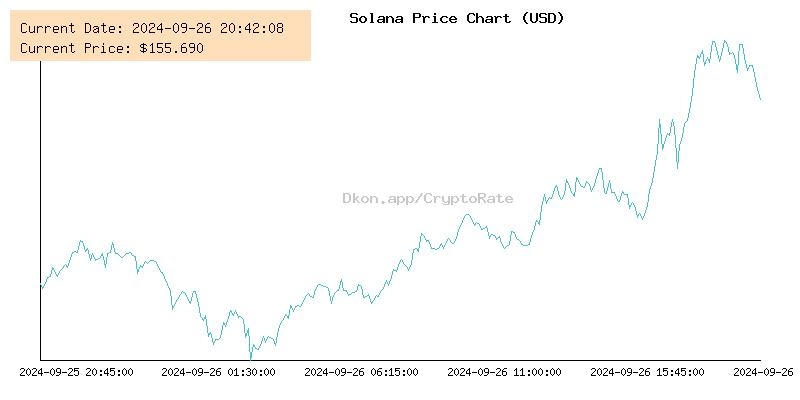 Solana Price Chart (USD)
Current Date: 2024-09-26 20:42:08
Current Price: $155.690
Dkon.app/CryptoRate
2024-09-25 20:45:00 2024-09-26 01:30:00 2024-09-26 06:15:00 2024-09-26 11:00:00 2024-09-26 15:45:00 2024-09-26